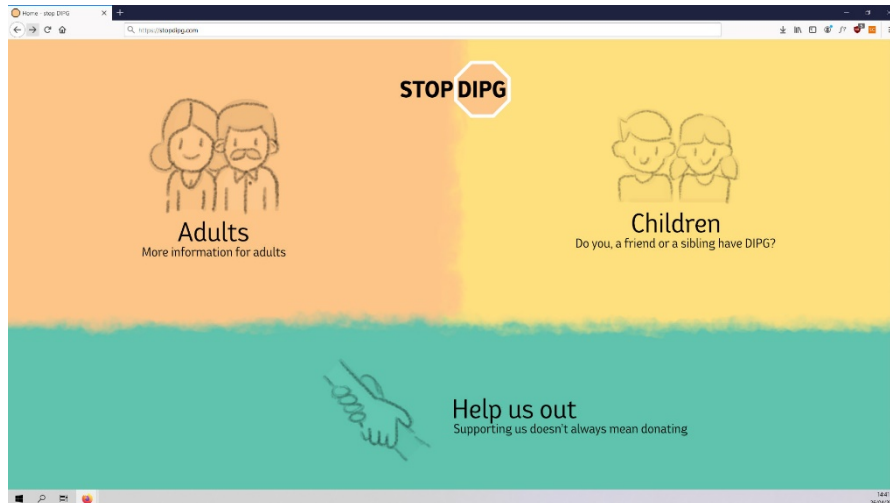 Home - stop DIPG
https://stopdipg.com
STOP DIPG
Adults
More information for adults
Children
Do you, a friend or a sibling have DIPG?
Help us out
Supporting us doesn't always mean donating